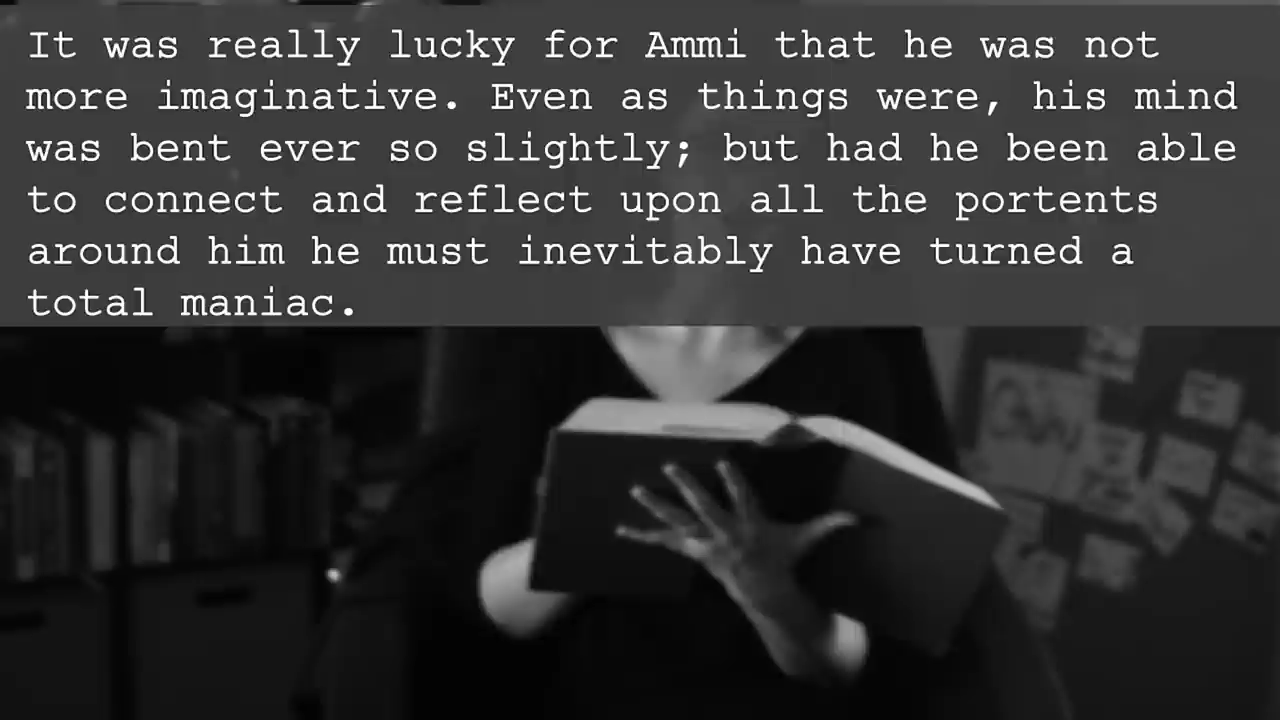 It was really lucky for Ammi that he was not
more imaginative. Even as things were, his mind
was bent ever so slightly; but had he been able
to connect and reflect upon all the portents
around him he must inevitably have turned a
total maniac.